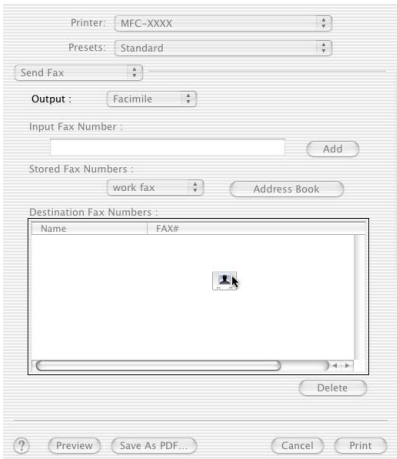 Printer: MFC-XXXX
Presets: Standard
Send Fax
Output : Facimile
Input Fax Number :
Add
Stored Fax Numbers :
work fax Address Book
Destination Fax Numbers :
Name FAX#
Delete
? Preview Save As PDF... Cancel Print